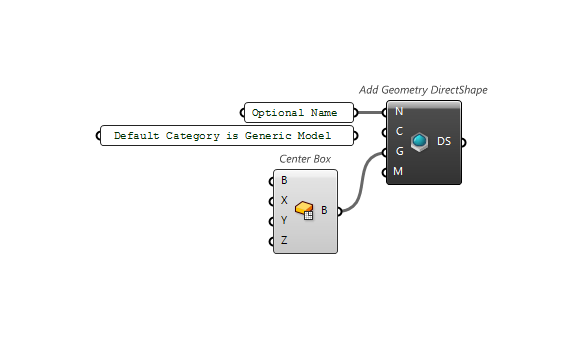 Add Geometry DirectShape
Optional Name
N
Default Category is Generic Model
C
DS
G
M
Center Box
B
X
B
Y
Z